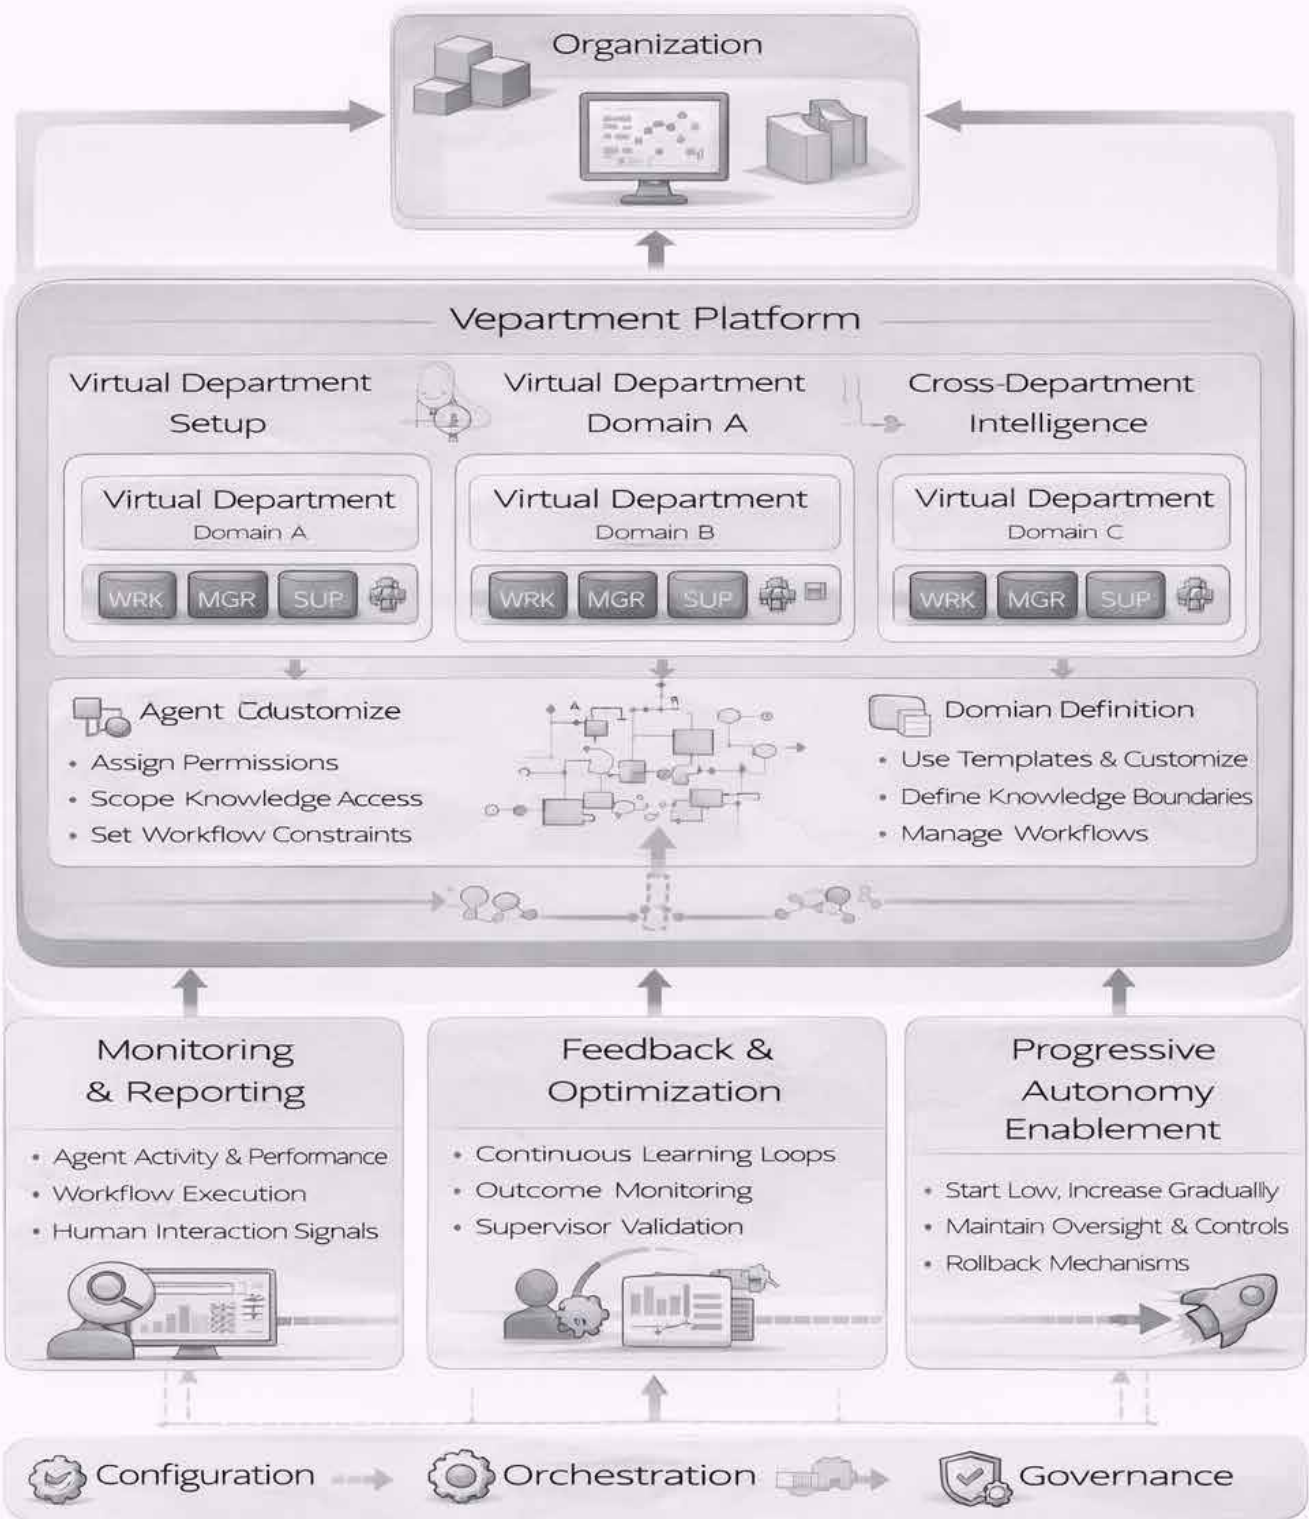 Organization
Vepartment Platform
Virtual Department
Setup
Virtual Department
Domain A
Cross-Department
Intelligence
Virtual Department
Domain A
WRK MGR SUP
Virtual Department
Domain B
WRK MGR SUP
Virtual Department
Domain C
WRK MGR SUP
Agent Cdustomize
• Assign Permissions
• Scope Knowledge Access
• Set Workflow Constraints
Domian Definition
• Use Templates & Customize
• Define Knowledge Boundaries
• Manage Workflows
Monitoring
& Reporting
• Agent Activity & Performance
• Workflow Execution
• Human Interaction Signals
Feedback &
Optimization
• Continuous Learning Loops
• Outcome Monitoring
• Supervisor Validation
Progressive
Autonomy
Enablement
• Start Low, Increase Gradually
• Maintain Oversight & Controls
• Rollback Mechanisms
Configuration
Orchestration
Governance